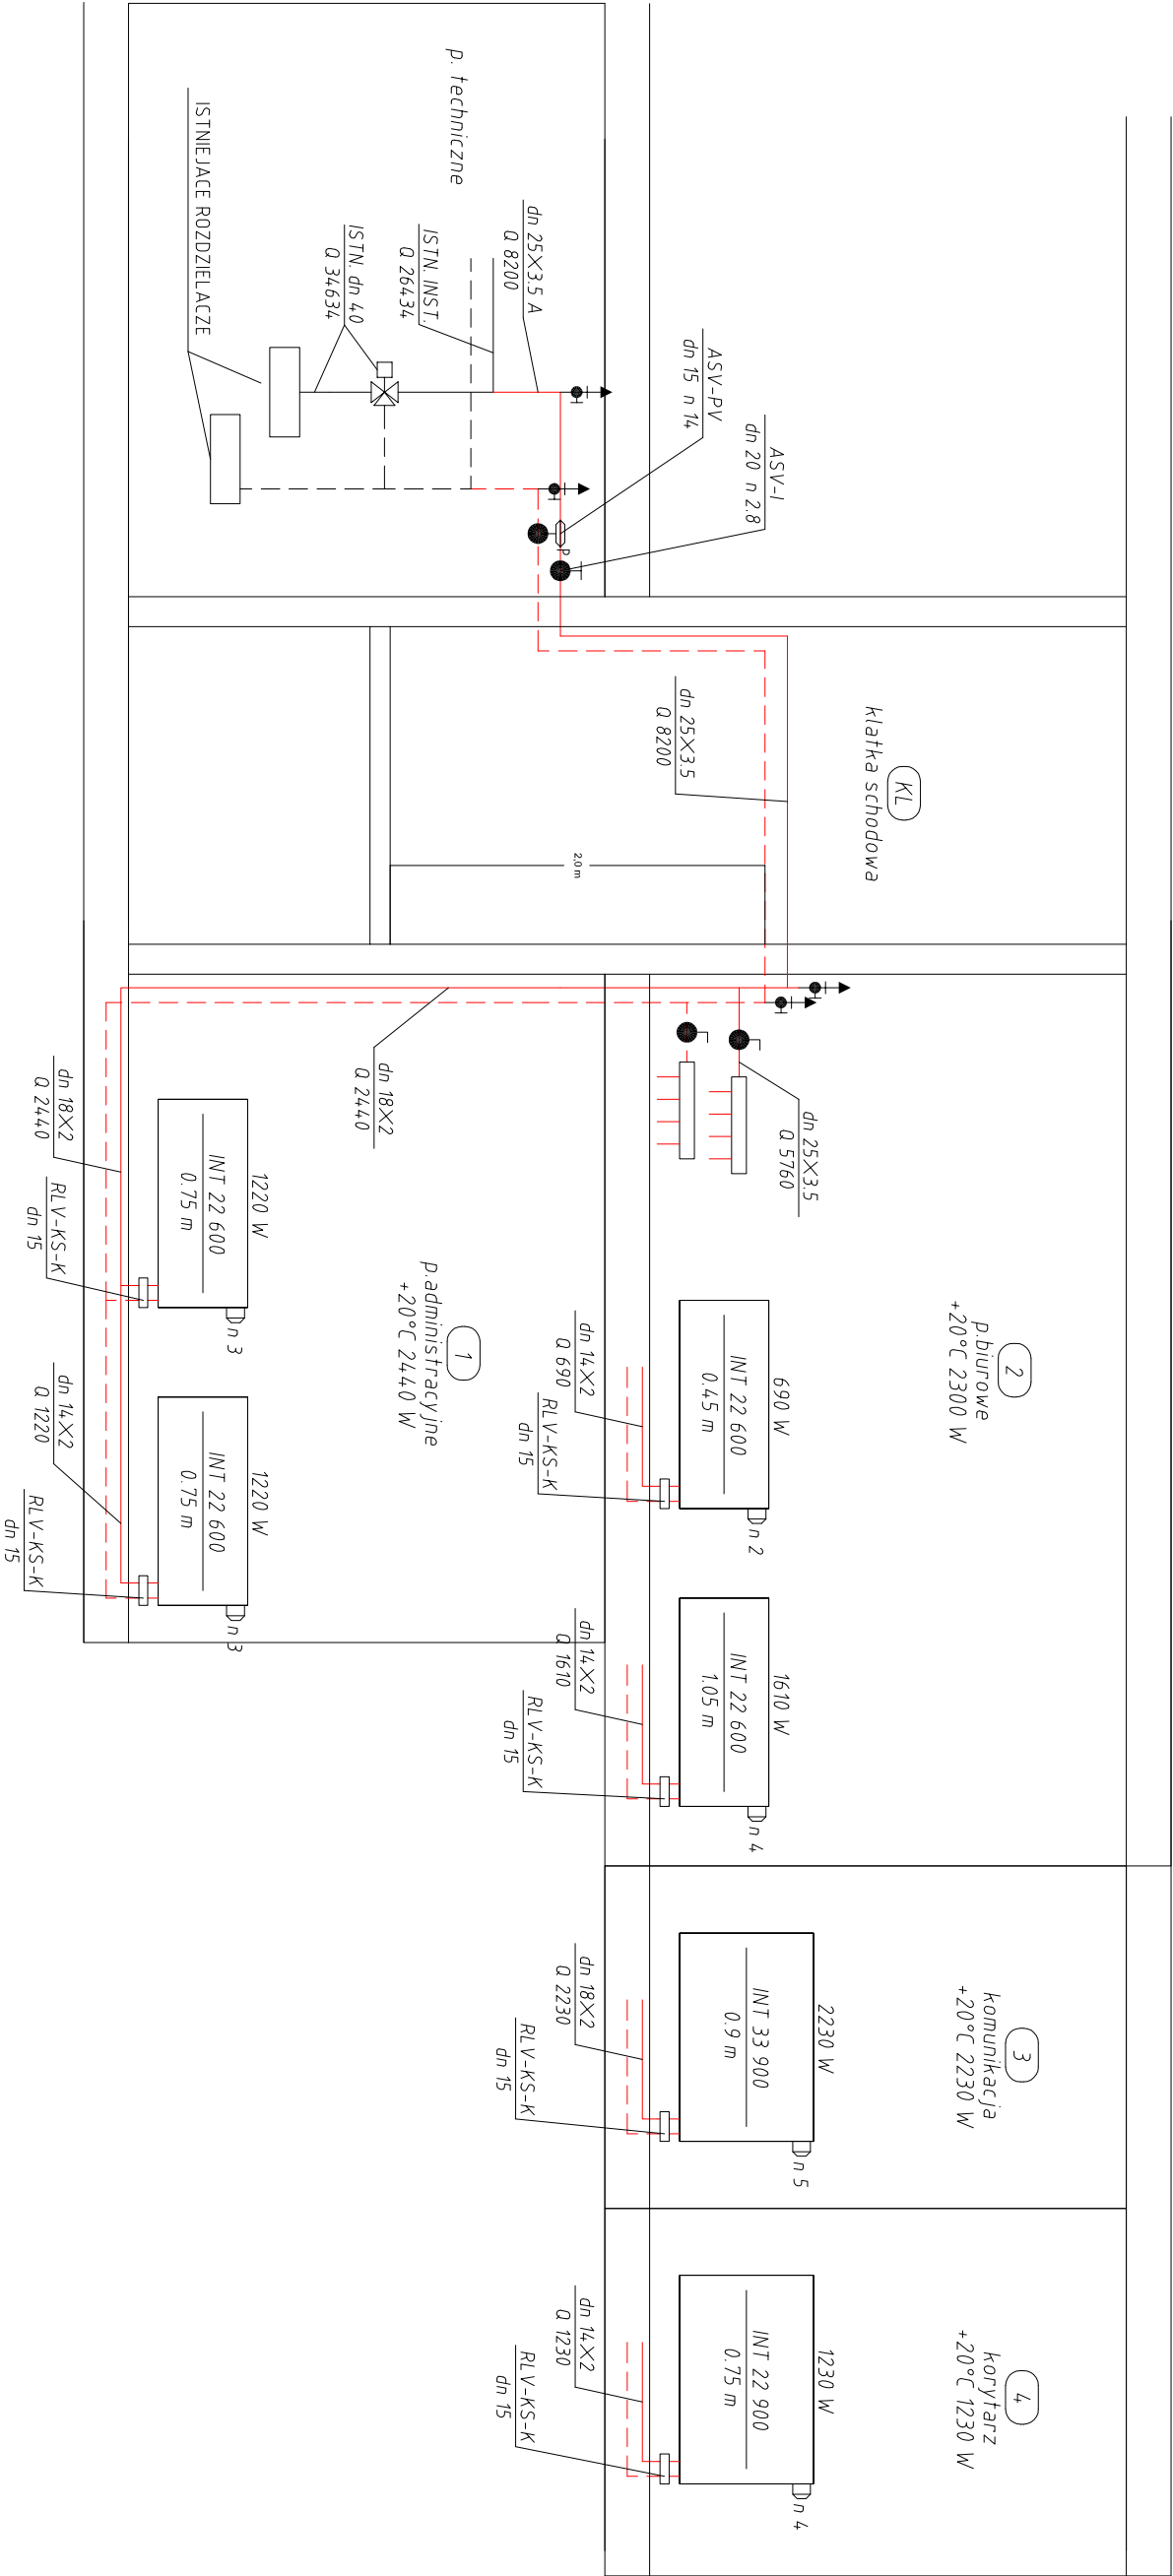 p. techniczne
ISTNIEJACE ROZDZIELACZE
ISTN. dn 40
Q 34634
ISTN. INST.
Q 26434
dn 25X3.5 A
Q 8200
ASV-PV
dn 15 n 14
ASV-I
dn 20 n 2.8
P
KL
klatka schodowa
dn 25X3.5
Q 8200
2,0 m
2
p.biurowe
+20°C 2300 W
dn 25X3.5
Q 5760
690 W
INT 22 600
0.45 m
n 2
dn 14X2
Q 690
RLV-KS-K
dn 15
1610 W
INT 22 600
1.05 m
n 4
dn 14X2
Q 1610
RLV-KS-K
dn 15
3
komunikacja
+20°C 2230 W
2230 W
INT 33 900
0.9 m
n 5
dn 18X2
Q 2230
RLV-KS-K
dn 15
4
korytarz
+20°C 1230 W
1230 W
INT 22 900
0.75 m
n 4
dn 14X2
Q 1230
RLV-KS-K
dn 15
1
p.administracyjne
+20°C 2440 W
dn 18X2
Q 2440
1220 W
INT 22 600
0.75 m
n 3
dn 18X2
Q 2440
RLV-KS-K
dn 15
1220 W
INT 22 600
0.75 m
n 3
dn 14X2
Q 1220
RLV-KS-K
dn 15